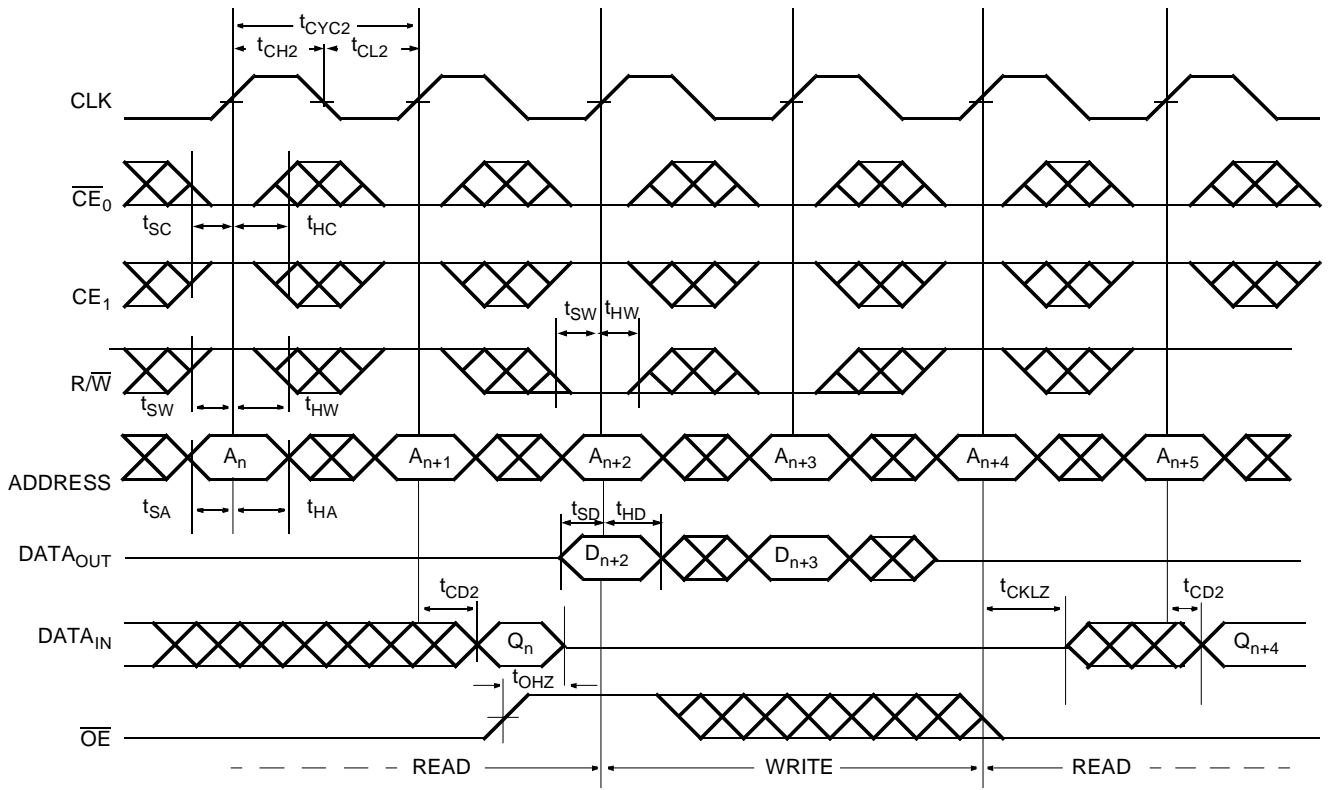 tCYC2
tCH2 tCL2
CLK
CE0
tSC tHC
CE1
tSW tHW
R/W
tSW tHW
An An+1 An+2 An+3 An+4 An+5
ADDRESS
tSA tHA
tSD tHD
DATAOUT Dn+2 Dn+3
tCD2 tCKLZ tCD2
DATAIN Qn Qn+4
tOHZ
OE
READ WRITE READ